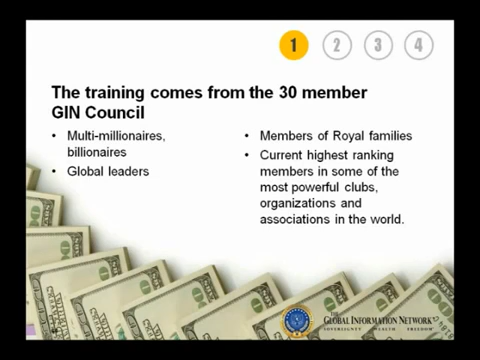 1 2 3 4
The training comes from the 30 member
GIN Council
• Multi-millionaires,
billionaires
• Global leaders
• Members of Royal families
• Current highest ranking
members in some of the
most powerful clubs,
organizations and
associations in the world.
THE
GLOBAL INFORMATION NETWORK
SOVEREIGNTY HEALTH FREEDOM